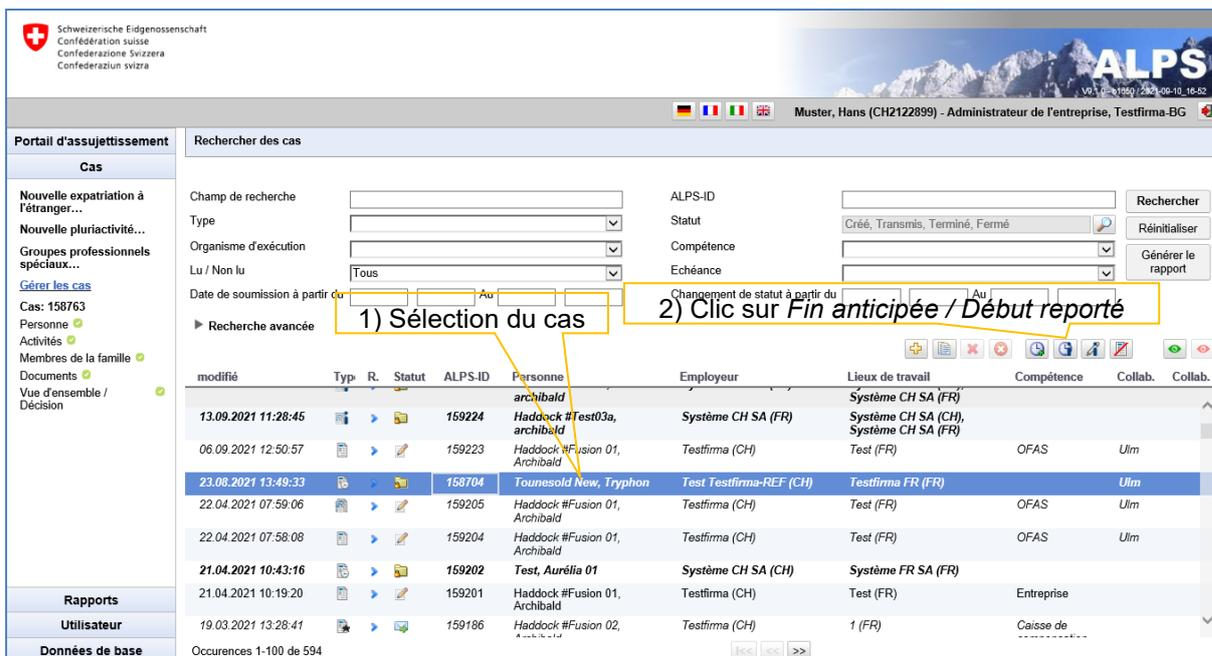 Schweizerische Eidgenossenschaft
Confédération suisse
Confederazione Svizzera
Confederaziun svizra
ALPS
Muster, Hans (CH2122899) - Administrateur de l'entreprise, Testfirma-BG
Portail d'assujettissement
Rechercher des cas
Cas
Nouvelle expatriation à
l'étranger...
Nouvelle pluriactivité...
Groupes professionnels
spéciaux...
Gérer les cas
Cas: 158763
Personne
Activités
Membres de la famille
Documents
Vue d'ensemble /
Décision
Rapports
Utilisateur
Données de base
Champ de recherche
ALPS-ID
Rechercher
Type
Statut
Créé, Transmis, Terminé, Fermé
Réinitialiser
Organisme d'exécution
Compétence
Générer le
rapport
Lu / Non lu
Tous
Echéance
Date de soumission à partir du
Au
Changement de statut à partir du
Au
1) Sélection du cas
2) Clic sur Fin anticipée / Début reporté
Recherche avancée
modifié Typ R. Statut ALPS-ID Personne Employeur Lieux de travail Compétence Collab. Collab.
archibald Système CH SA (FR)
13.09.2021 11:28:45 159224 Haddock #Test03a, Système CH SA (FR) Système CH SA (CH),
archibald Système CH SA (FR)
06.09.2021 12:50:57 159223 Haddock #Fusion 01, Testfirma (CH) Test (FR) OFAS Ulm
Archibald
23.08.2021 13:49:33 158704 Tounesold New, Tryphon Test Testfirma-REF (CH) Testfirma FR (FR) Ulm
22.04.2021 07:59:06 159205 Haddock #Fusion 01, Testfirma (CH) Test (FR) OFAS Ulm
Archibald
22.04.2021 07:58:08 159204 Haddock #Fusion 01, Testfirma (CH) Test (FR) OFAS Ulm
Archibald
21.04.2021 10:43:16 159202 Test, Aurélia 01 Système CH SA (CH) Système FR SA (FR)
21.04.2021 10:19:20 159201 Haddock #Fusion 01, Testfirma (CH) Test (FR) Entreprise
Archibald
19.03.2021 13:28:41 159186 Haddock #Fusion 02, Testfirma (CH) 1 (FR) Caisse de
Occurences 1-100 de 594
|<< << >>